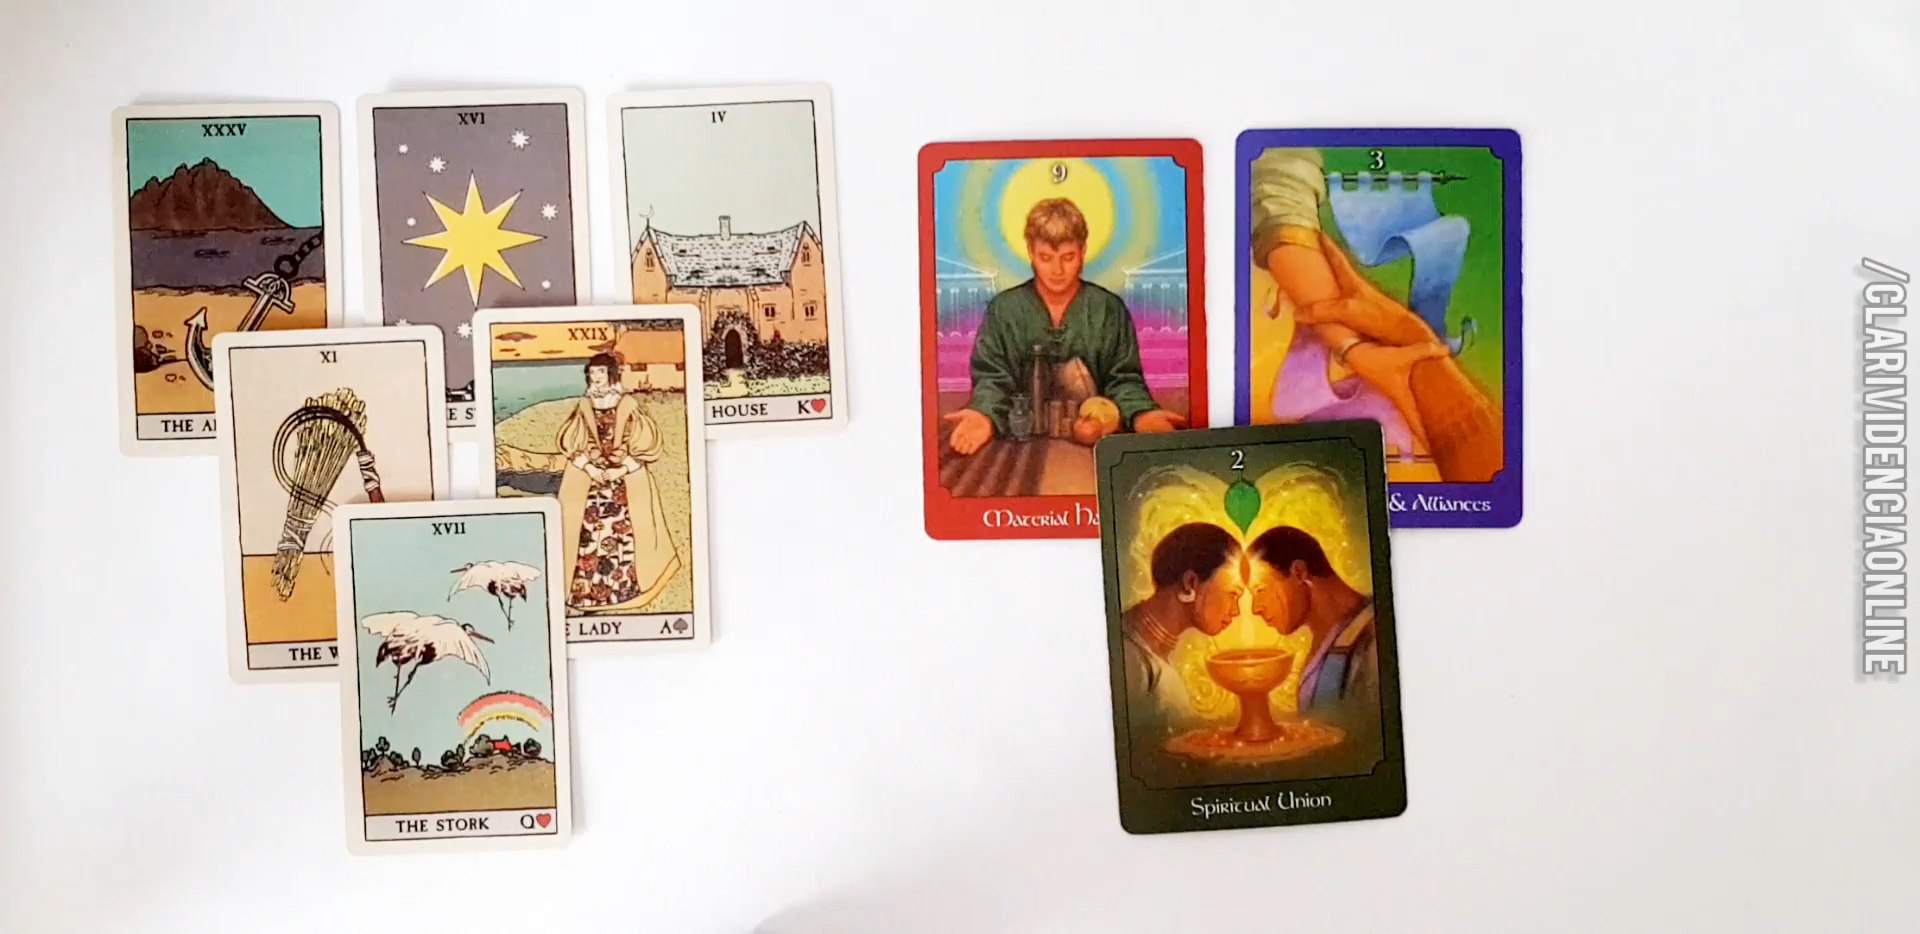 XXXV
THE
XVI
IV
HOUSE K
XI
THE
XXIX
LADY A
XVII
THE STORK Q
9
Material
3
& Alliances
2
Spiritual Union
/CLARIVIDENCIAONLINE